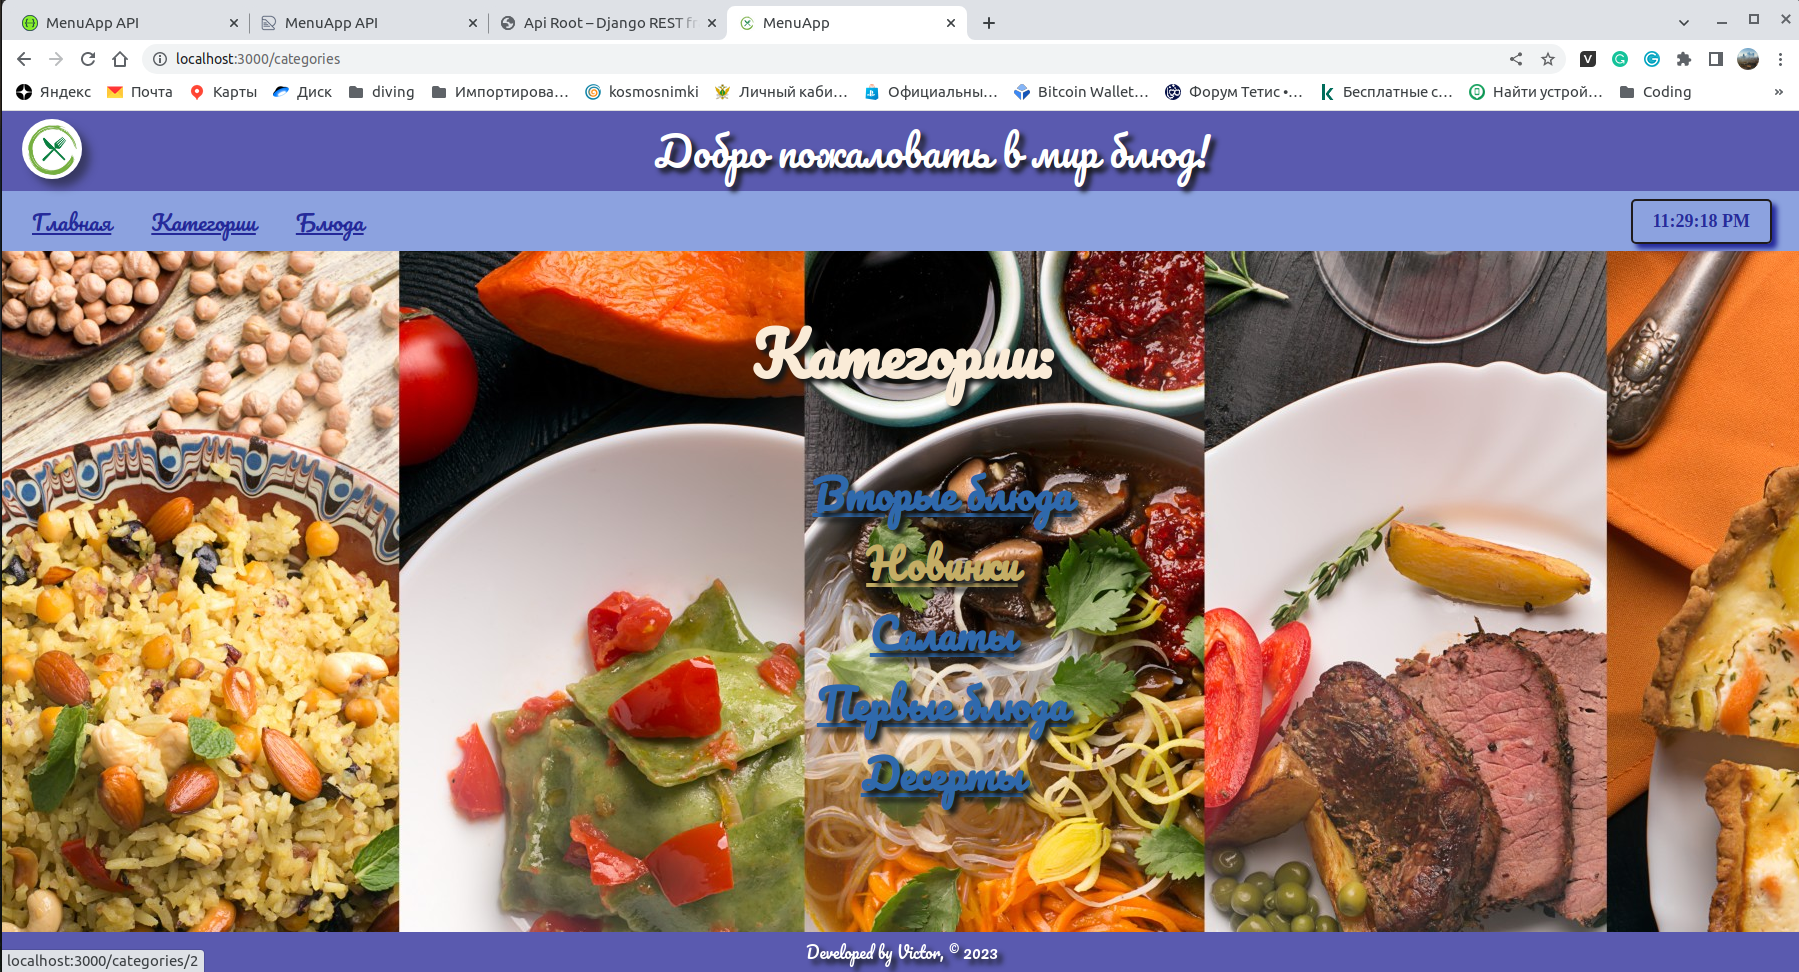 MenuApp API
MenuApp API
Api Root – Django REST fr
MenuApp
localhost:3000/categories
Яндекс
Почта
Карты
Диск
diving
Импортирова…
kosmosnimki
Личный каби…
Официальны…
Bitcoin Wallet…
Форум Тетис •…
Бесплатные с…
Найти устрой…
Coding
»
Добро пожаловать в мир блюд!
Главная
Категории
Блюда
11:29:18 PM
Категории:
Вторые блюда
Новинки
Салаты
Первые блюда
Десерты
Developed by Victor, © 2023
localhost:3000/categories/2